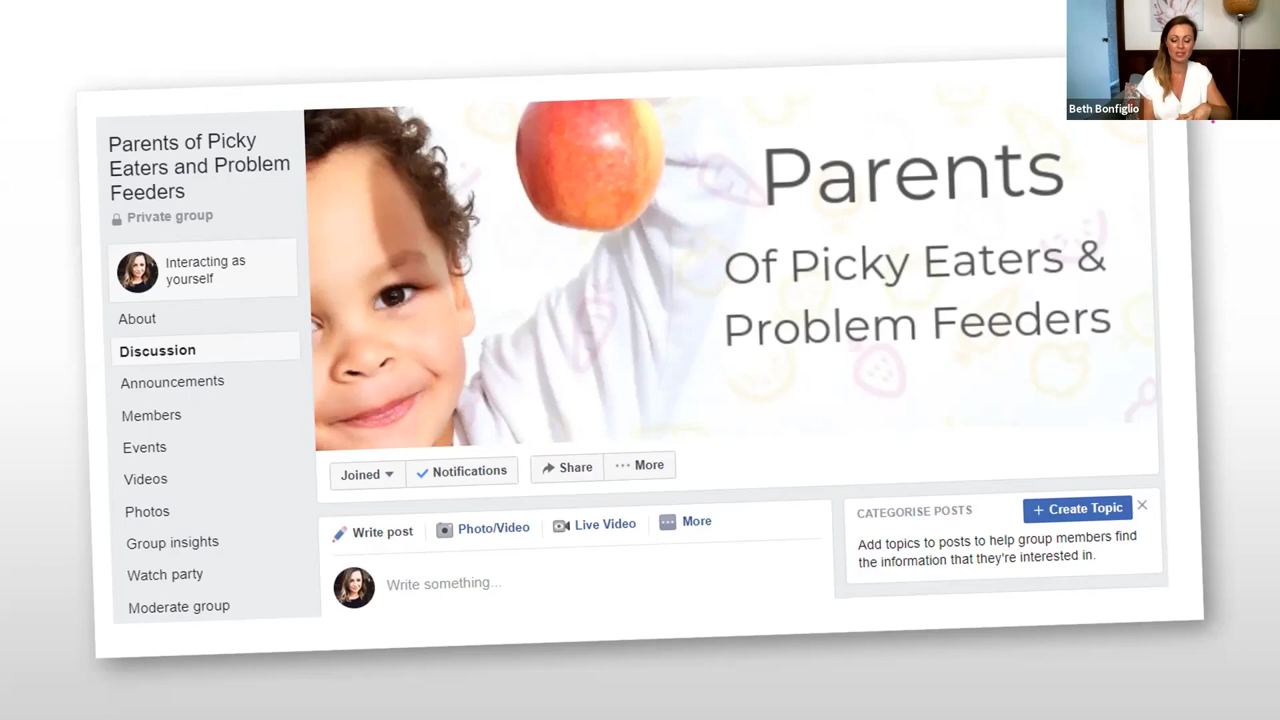 Beth Bonfiglio
Parents of Picky
Eaters and Problem
Feeders
Private group
Interacting as
yourself
About
Discussion
Announcements
Members
Events
Videos
Photos
Group insights
Watch party
Moderate group
Parents
Of Picky Eaters &
Problem Feeders
Joined
Notifications
Share
More
Write post
Photo/Video
Live Video
More
Write something...
CATEGORISE POSTS
+ Create Topic
Add topics to posts to help group members find
the information that they're interested in.